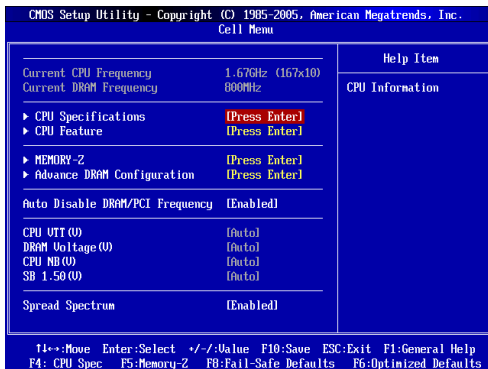 CMOS Setup Utility - Copyright (C) 1985-2005, American Megatrends, Inc.
Cell Menu
Help Item
Current CPU Frequency 1.67GHz (167x10)
Current DRAM Frequency 800MHz
CPU Information
► CPU Specifications [Press Enter]
► CPU Feature [Press Enter]
► MEMORY-Z [Press Enter]
► Advance DRAM Configuration [Press Enter]
Auto Disable DRAM/PCI Frequency [Enabled]
CPU VTT(V) [Auto]
DRAM Voltage(V) [Auto]
CPU NB(V) [Auto]
SB 1.50(V) [Auto]
Spread Spectrum [Enabled]
↑↓←→:Move Enter:Select +/-/:Value F10:Save ESC:Exit F1:General Help
F4: CPU Spec F5:Memory-Z F8:Fail-Safe Defaults F6:Optimized Defaults